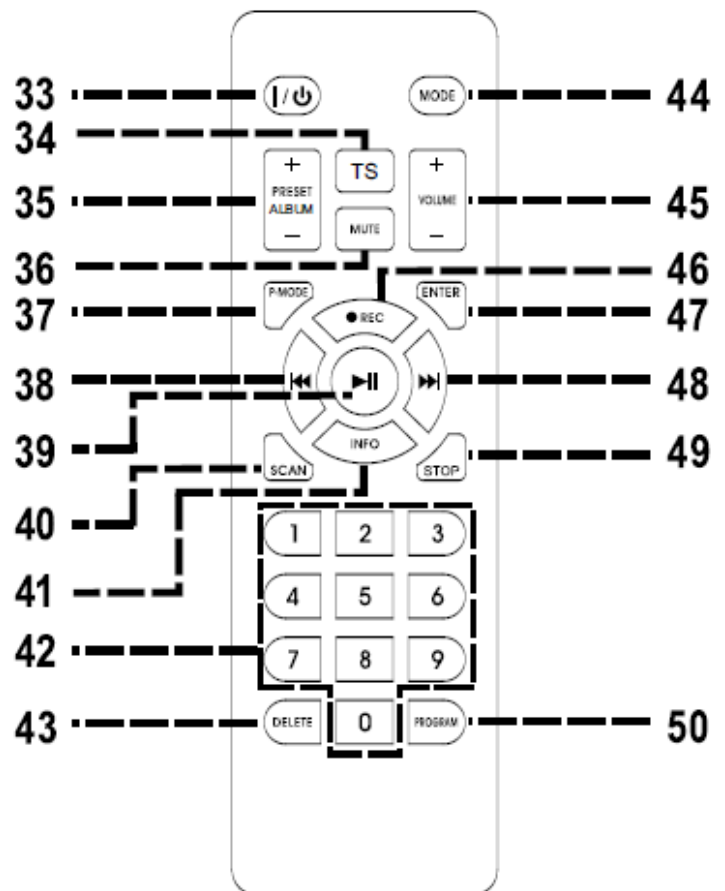 33 I/⏻ MODE 44
34 TS
35 + PRESET ALBUM − + VOLUME − 45
36 MUTE 46
37 P-MODE ● REC ENTER 47
38 ⏮ ⏯ ⏭ 48
39 INFO
40 SCAN STOP 49
1 2 3
41 4 5 6
42 7 8 9
43 DELETE 0 PROGRAM 50